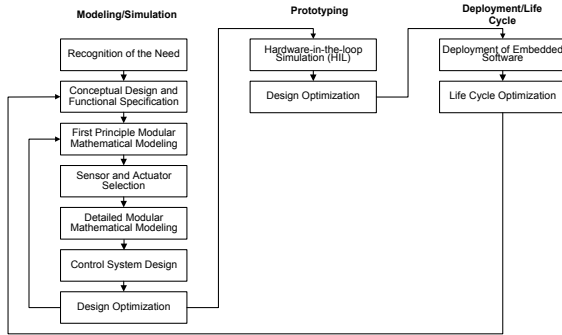 Modeling/Simulation
Recognition of the Need
Conceptual Design and
Functional Specification
First Principle Modular
Mathematical Modeling
Sensor and Actuator
Selection
Detailed Modular
Mathematical Modeling
Control System Design
Design Optimization
Prototyping
Hardware-in-the-loop
Simulation (HIL)
Design Optimization
Deployment/Life
Cycle
Deployment of Embedded
Software
Life Cycle Optimization